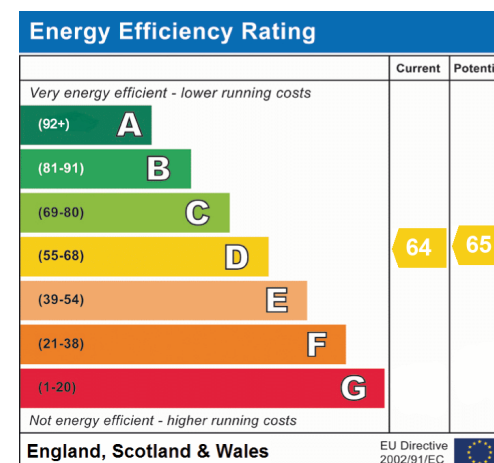 Energy Efficiency Rating
Current Potenti
Very energy efficient - lower running costs
(92+) A
(81-91) B
(69-80) C
(55-68) D
64 65
(39-54) E
(21-38) F
(1-20) G
Not energy efficient - higher running costs
England, Scotland & Wales
EU Directive
2002/91/EC